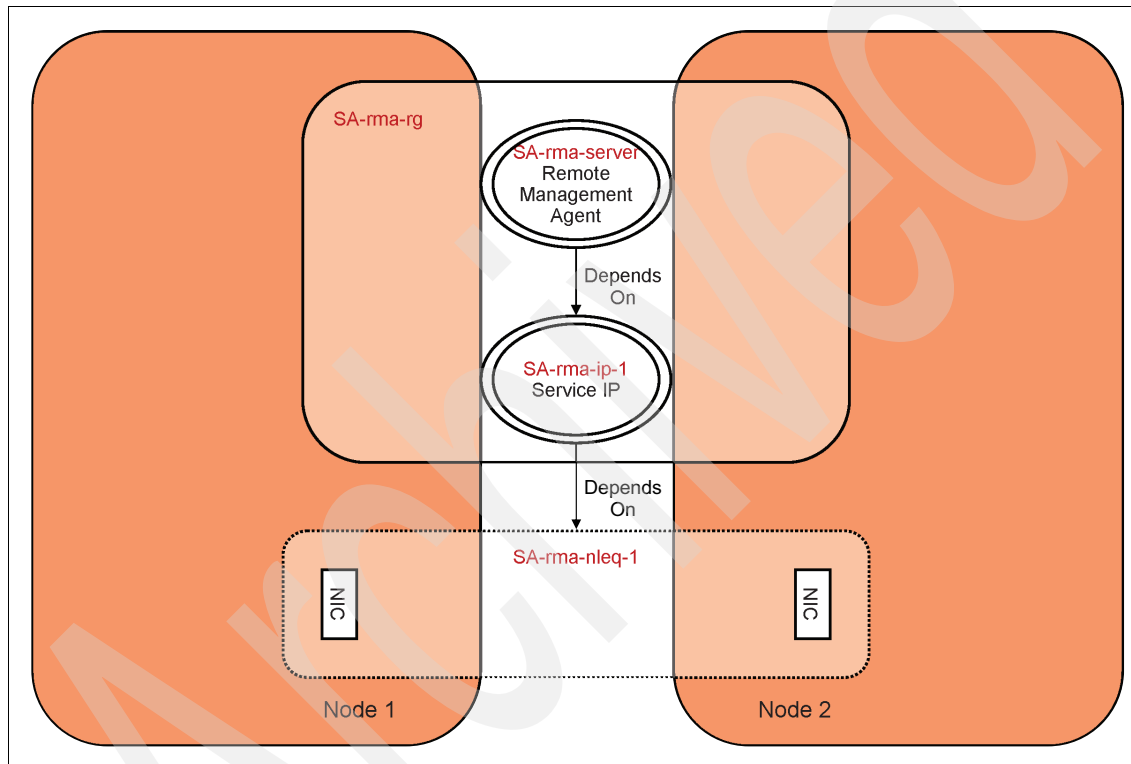 SA-rma-rg
SA-rma-server
Remote
Management
Agent
Depends
On
SA-rma-ip-1
Service IP
Depends
On
SA-rma-nleq-1
NIC
NIC
Node 1
Node 2
Archived